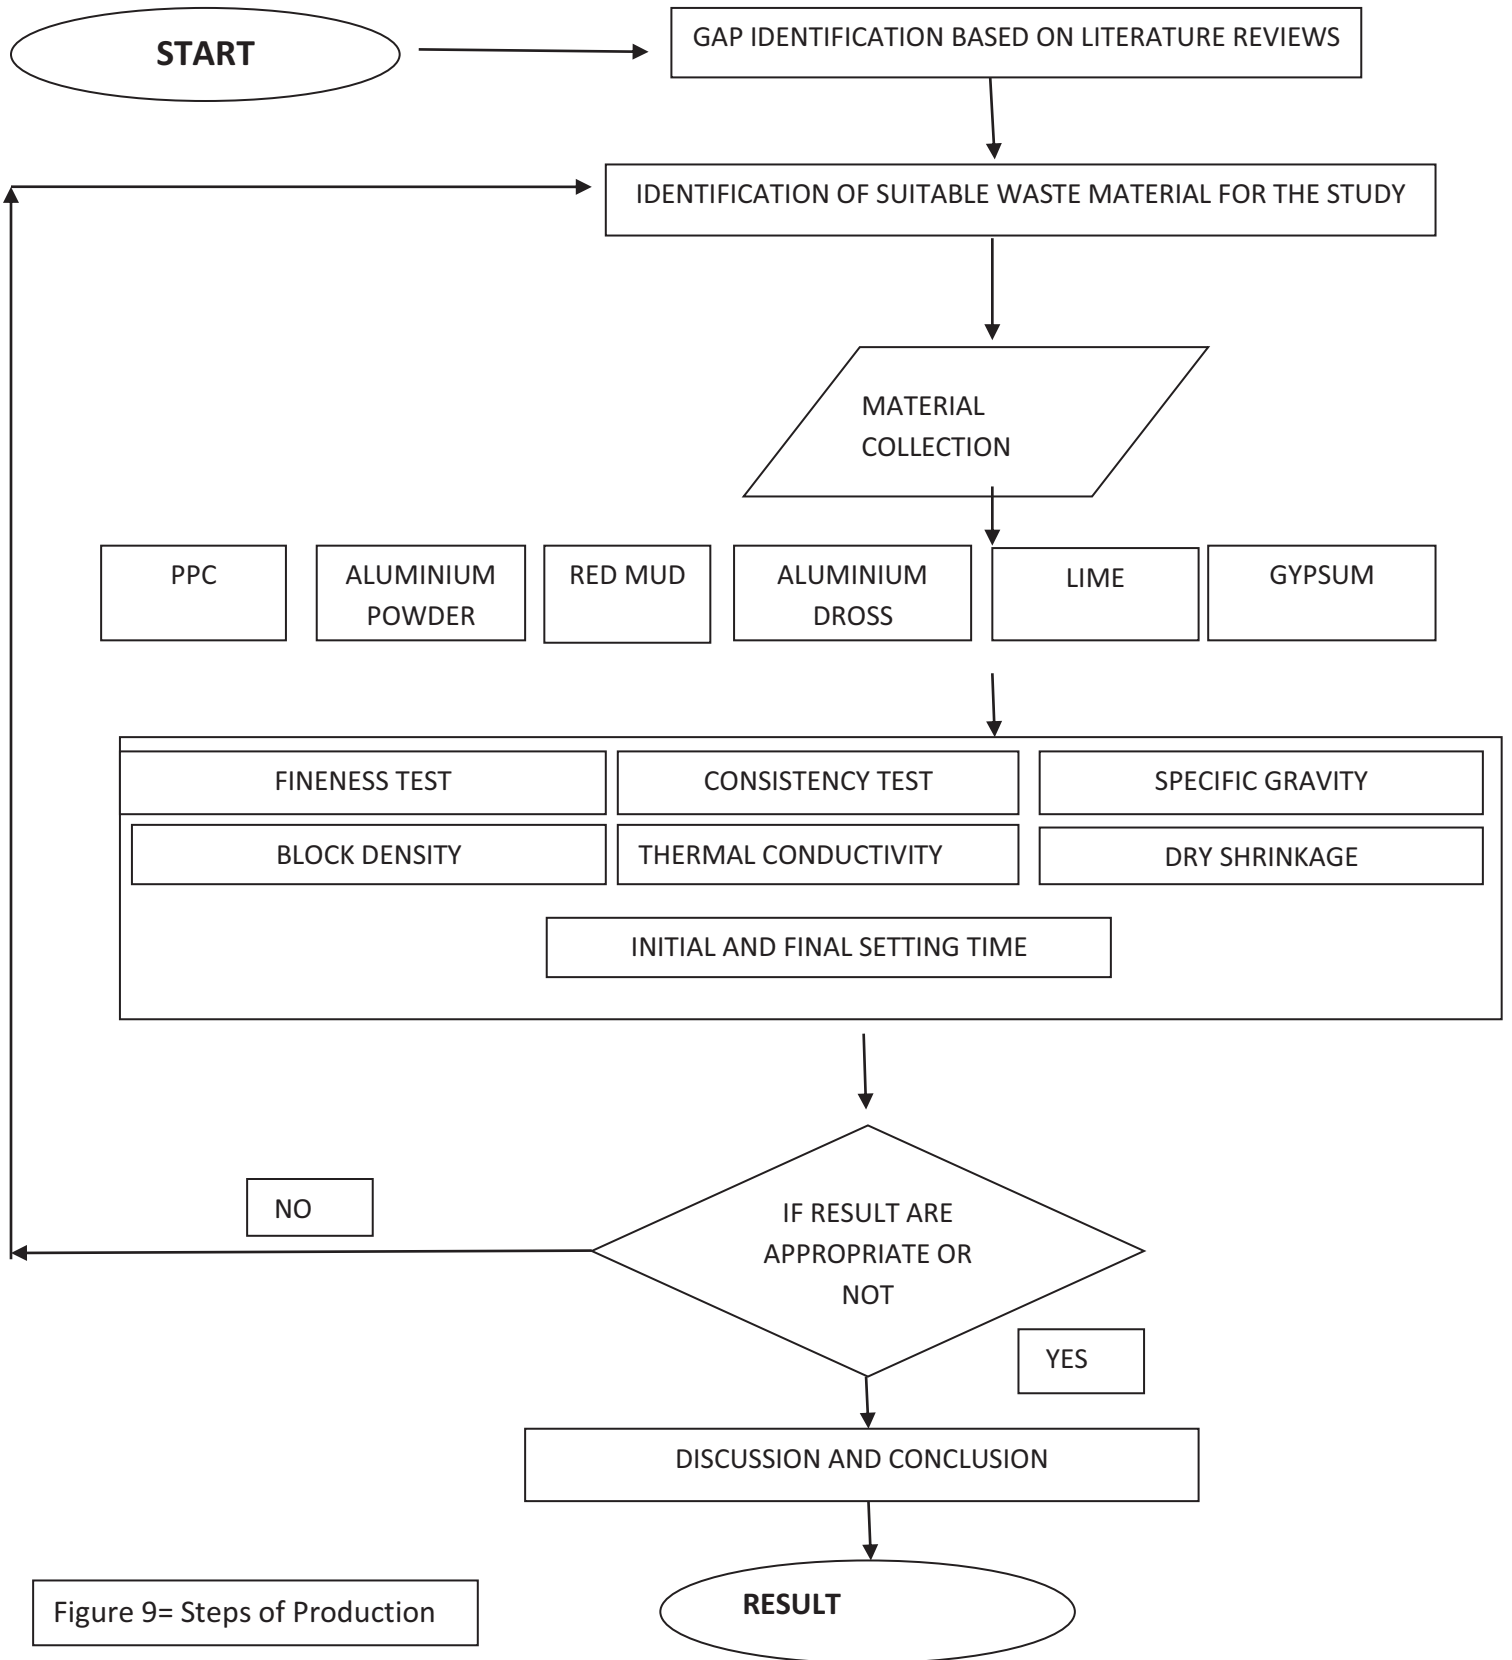 START
GAP IDENTIFICATION BASED ON LITERATURE REVIEWS
IDENTIFICATION OF SUITABLE WASTE MATERIAL FOR THE STUDY
MATERIAL
COLLECTION
PPC
ALUMINIUM
POWDER
RED MUD
ALUMINIUM
DROSS
LIME
GYPSUM
FINENESS TEST
CONSISTENCY TEST
SPECIFIC GRAVITY
BLOCK DENSITY
THERMAL CONDUCTIVITY
DRY SHRINKAGE
INITIAL AND FINAL SETTING TIME
NO
IF RESULT ARE
APPROPRIATE OR
NOT
YES
DISCUSSION AND CONCLUSION
RESULT
Figure 9= Steps of Production